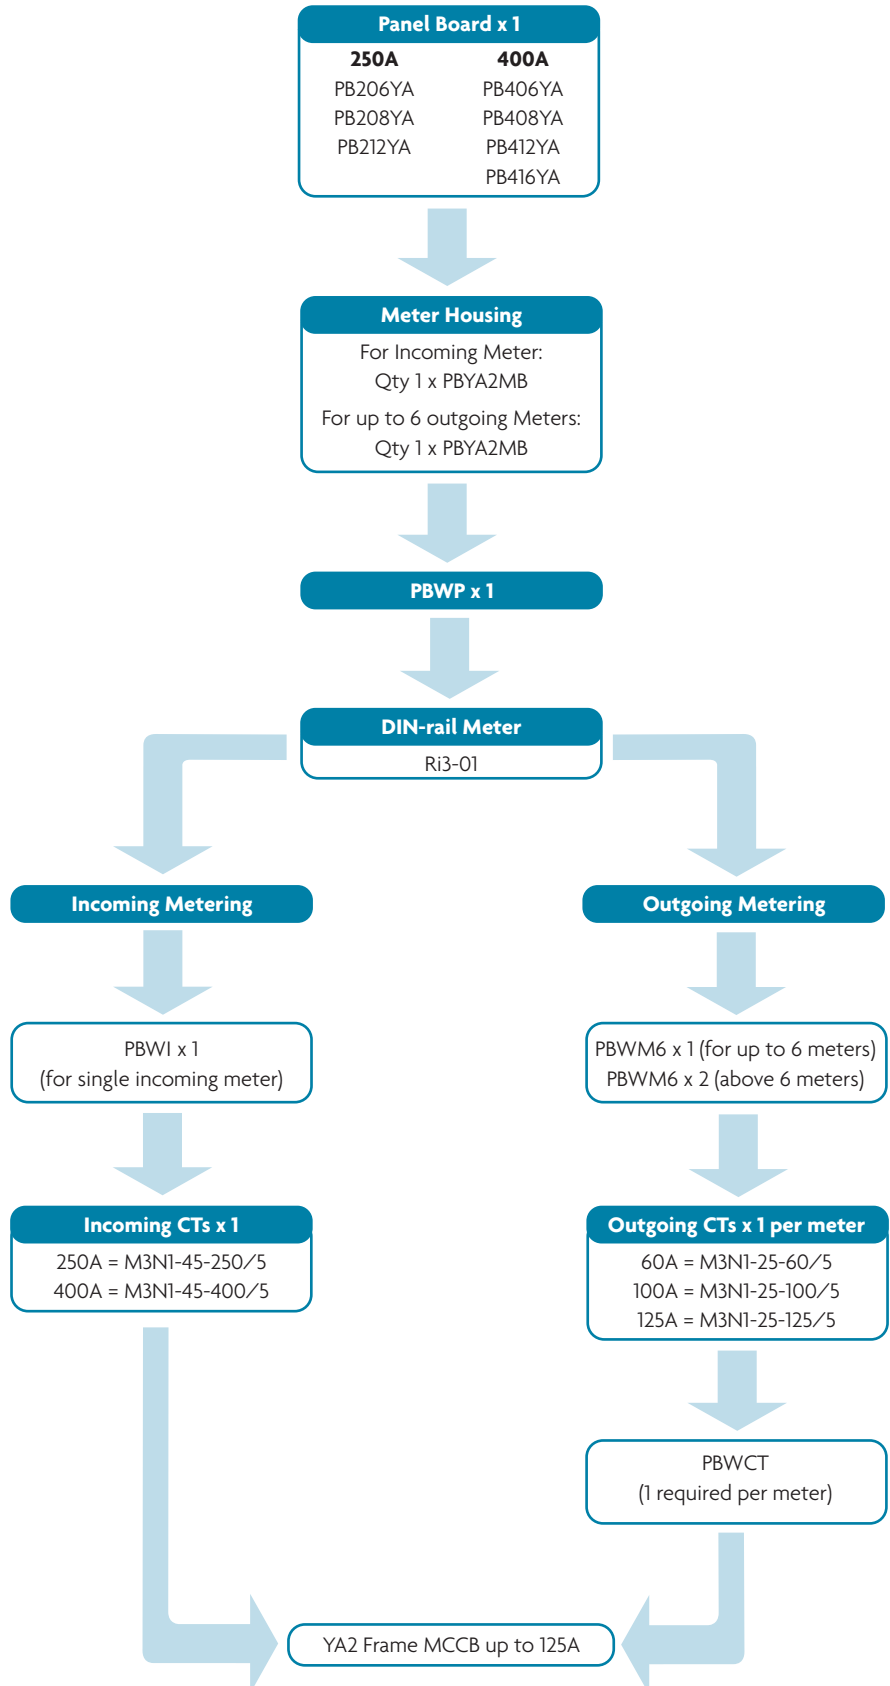 Panel Board x 1
250A 400A
PB206YA PB406YA
PB208YA PB408YA
PB212YA PB412YA
PB416YA
Meter Housing
For Incoming Meter:
Qty 1 x PBYA2MB
For up to 6 outgoing Meters:
Qty 1 x PBYA2MB
PBWP x 1
DIN-rail Meter
Ri3-01
Incoming Metering
Outgoing Metering
PBWI x 1
(for single incoming meter)
PBWM6 x 1 (for up to 6 meters)
PBWM6 x 2 (above 6 meters)
Incoming CTs x 1
250A = M3N1-45-250/5
400A = M3N1-45-400/5
Outgoing CTs x 1 per meter
60A = M3N1-25-60/5
100A = M3N1-25-100/5
125A = M3N1-25-125/5
PBWCT
(1 required per meter)
YA2 Frame MCCB up to 125A